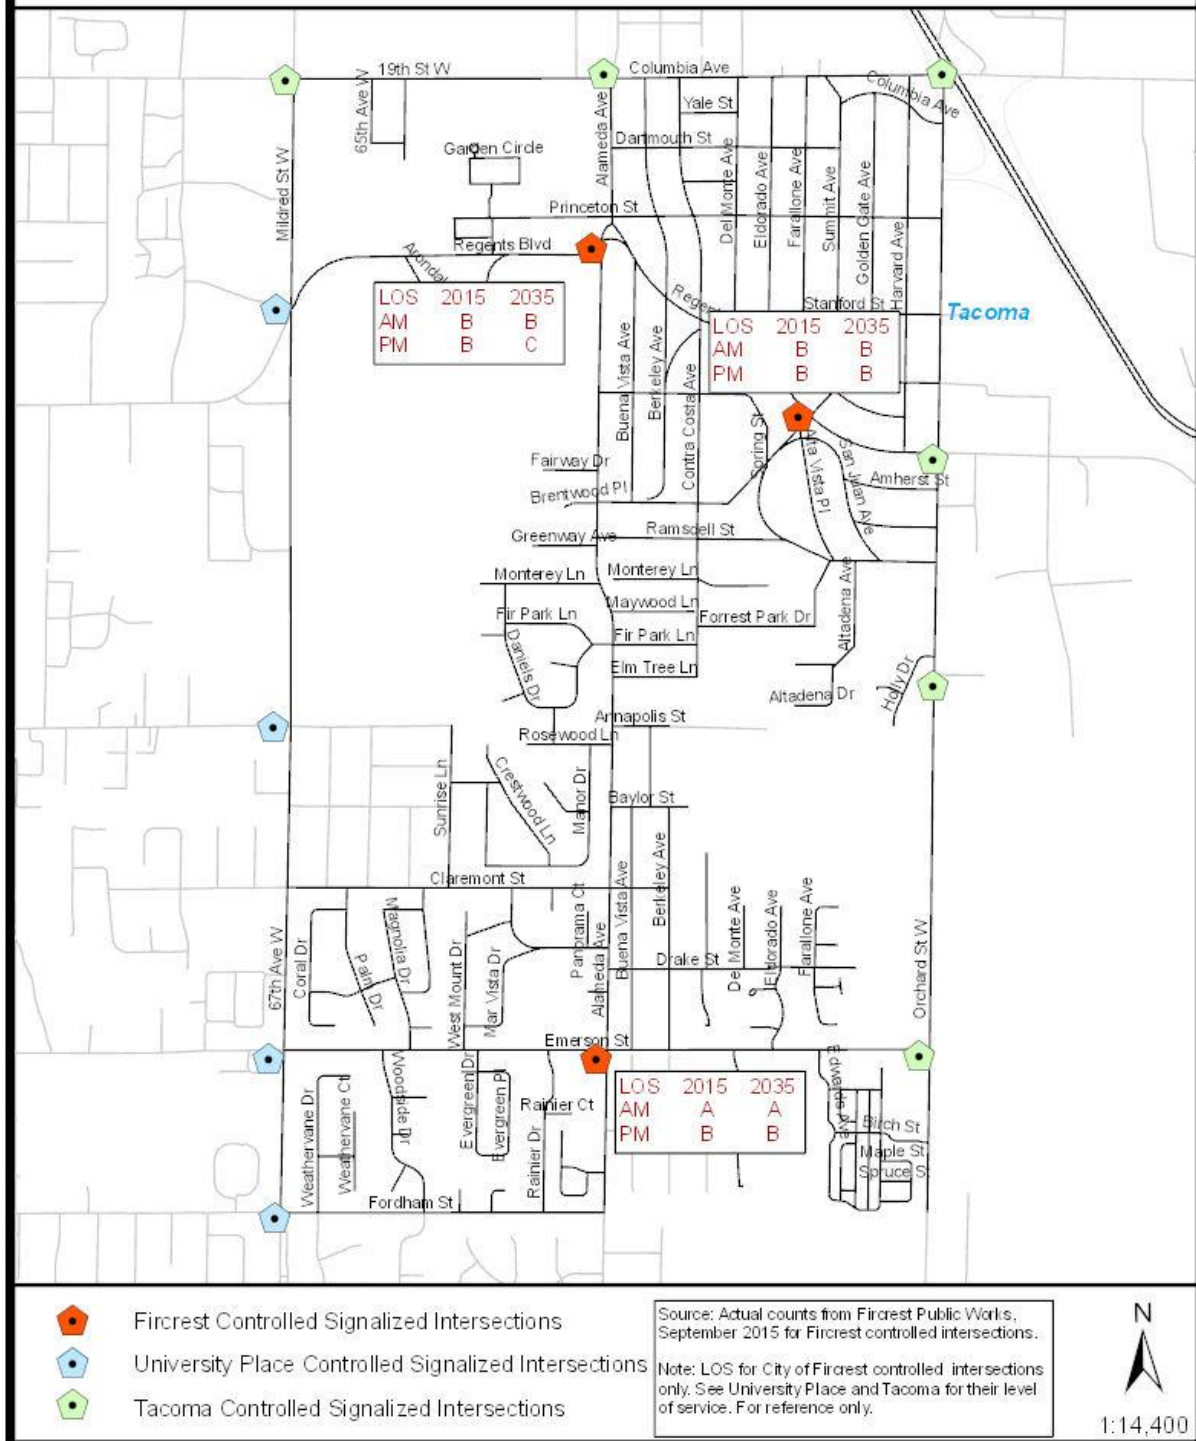 19th St W
Columbia Ave
Columbia Ave
65th Ave W
Yale St
Alameda Ave
Dartmouth St
Garden Circle
Mildred St W
Del Monte Ave
Eldorado Ave
Farallone Ave
Summit Ave
Golden Gate Ave
Harvard Ave
Princeton St
Regents Blvd
LOS 2015 2035
AM B B
PM B C
Stanford St
Tacoma
LOS 2015 2035
AM B B
PM B B
Buena Vista Ave
Berkeley Ave
Contra Costa Ave
Spring St
Alta Vista Pl
San Juan Ave
Fairway Dr
Amherst St
Brentwood Pl
Greenway Ave
Ramsdell St
Monterey Ln
Monterey Ln
Maywood Ln
Fir Park Ln
Forrest Park Dr
Altadena Ave
Fir Park Ln
Daniels Dr
Elm Tree Ln
Altadena Dr
Holly Dr
Annapolis St
Rosewood Ln
Sunrise Ln
Crestwood Ln
Manor Dr
Baylor St
Claremont St
Panorama Ct
Buena Vista Ave
Berkeley Ave
Alameda Ave
Del Monte Ave
Eldorado Ave
Farallone Ave
Orchard St W
67th Ave W
Coral Dr
Palm Dr
Magnolia Dr
West Mount Dr
Mar Vista Dr
Drake St
Emerson St
LOS 2015 2035
AM A A
PM B B
Weathervane Dr
Weathervane Ct
Woodside Dr
Evergreen Dr
Evergreen Pl
Rainier Ct
Rainier Dr
Edwards Ave
Birch St
Maple St
Spruce S
Fordham St
Fircrest Controlled Signalized Intersections
University Place Controlled Signalized Intersections
Tacoma Controlled Signalized Intersections
Source: Actual counts from Fircrest Public Works,
September 2015 for Fircrest controlled intersections.
Note: LOS for City of Fircrest controlled intersections
only. See University Place and Tacoma for their level
of service. For reference only.
N
1:14,400